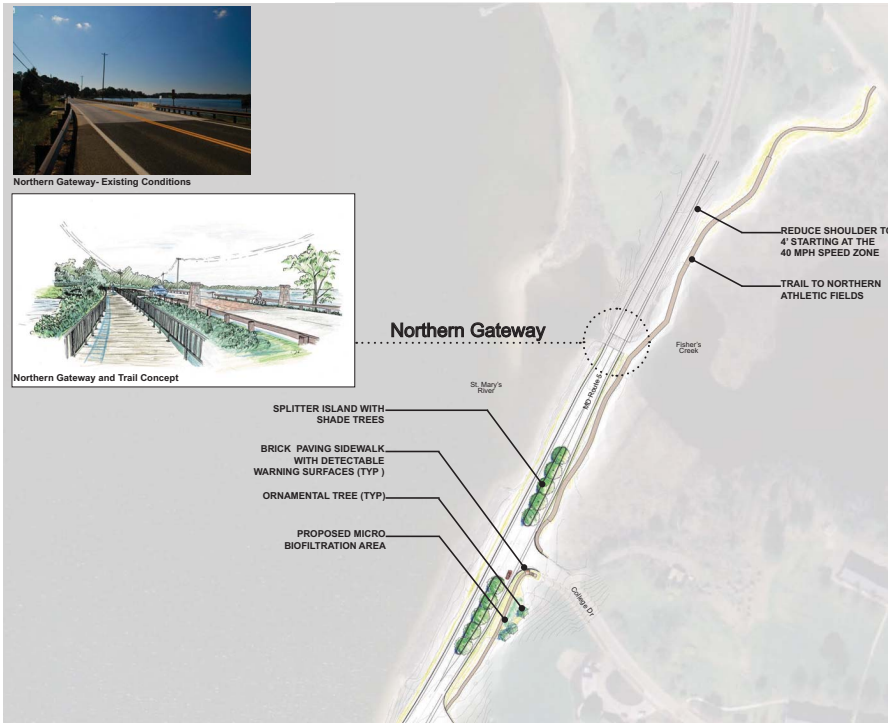 Northern Gateway- Existing Conditions
Northern Gateway and Trail Concept
Northern Gateway
REDUCE SHOULDER TO
4' STARTING AT THE
40 MPH SPEED ZONE
TRAIL TO NORTHERN
ATHLETIC FIELDS
Fisher's
Creek
St. Mary's
River
MD Route 5
SPLITTER ISLAND WITH
SHADE TREES
BRICK PAVING SIDEWALK
WITH DETECTABLE
WARNING SURFACES (TYP )
ORNAMENTAL TREE (TYP)
PROPOSED MICRO
BIOFILTRATION AREA
College Dr